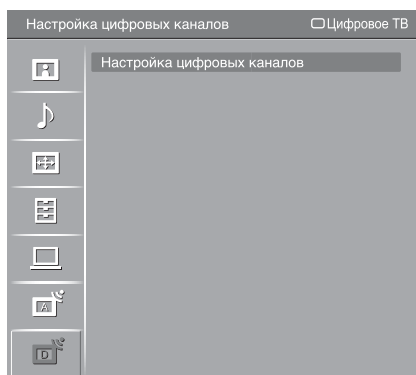 Настройка цифровых каналов Цифровое ТВ
Настройка цифровых каналов
A
D